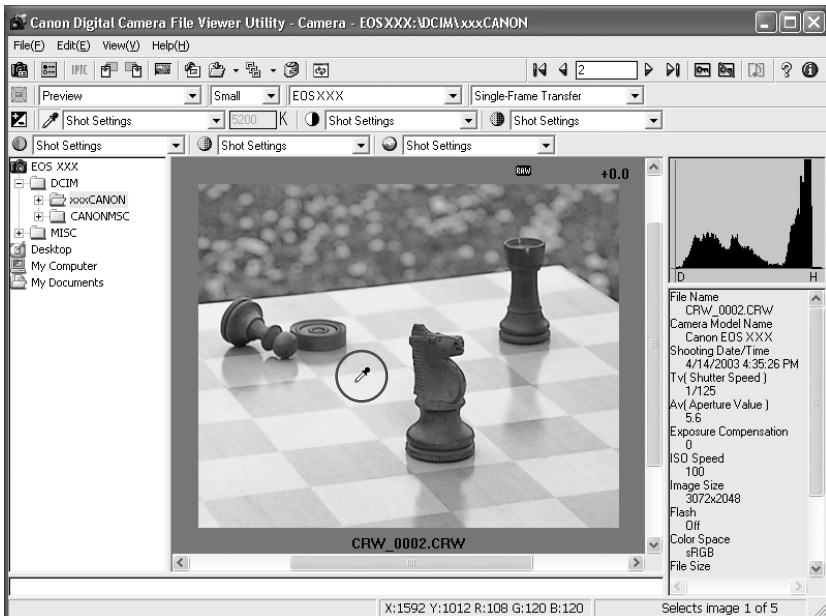 Canon Digital Camera File Viewer Utility - Camera - EOSXXX:\DCIM\xxxCANON
File(F) Edit(E) View(V) Help(H)
IPTC 2
Preview Small EOSXXX Single-Frame Transfer
Shot Settings 5200 K Shot Settings Shot Settings
Shot Settings Shot Settings Shot Settings
EOS XXX
DCIM
xxxCANON
CANONMSC
MISC
Desktop
My Computer
My Documents
RAW +0.0
CRW_0002.CRW
D H
File Name
CRW_0002.CRW
Camera Model Name
Canon EOS XXX
Shooting Date/Time
4/14/2003 4:35:26 PM
Tv( Shutter Speed )
1/125
Av( Aperture Value )
5.6
Exposure Compensation
0
ISO Speed
100
Image Size
3072x2048
Flash
Off
Color Space
sRGB
File Size
X:1592 Y:1012 R:108 G:120 B:120 Selects image 1 of 5